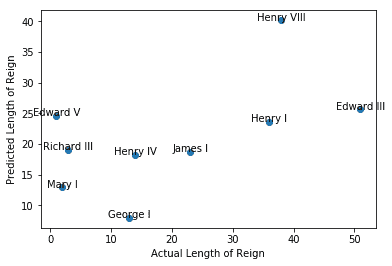 40
35
30
25
20
15
10
Predicted Length of Reign
Henry VIII
Edward V
Edward III
Henry I
Richard III
Henry IV
James I
Mary I
George I
0
10
20
30
40
50
Actual Length of Reign